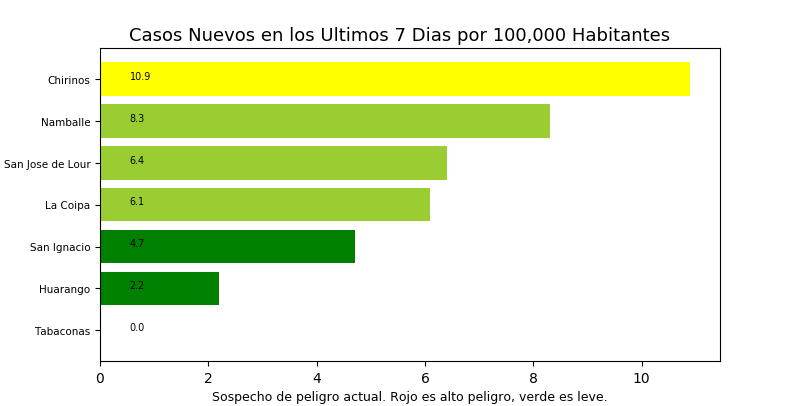 Casos Nuevos en los Ultimos 7 Dias por 100,000 Habitantes
Chirinos 10.9
Namballe 8.3
San Jose de Lour 6.4
La Coipa 6.1
San Ignacio 4.7
Huarango 2.2
Tabaconas 0.0
0 2 4 6 8 10
Sospecho de peligro actual. Rojo es alto peligro, verde es leve.